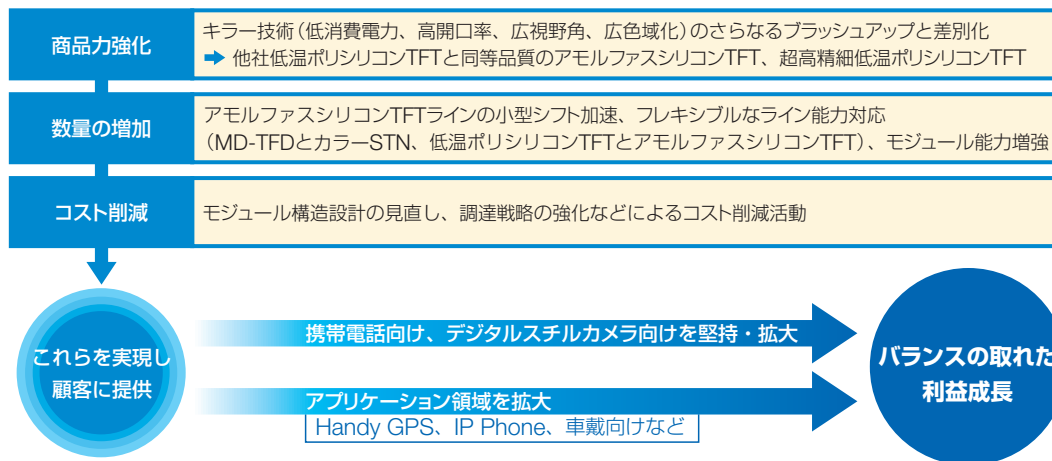 商品力強化
キラー技術（低消費電力、高開口率、広視野角、広色域化）のさらなるブラッシュアップと差別化
➡ 他社低温ポリシリコンTFTと同等品質のアモルファスシリコンTFT、超高精細低温ポリシリコンTFT
数量の増加
アモルファスシリコンTFTラインの小型シフト加速、フレキシブルなライン能力対応
（MD-TFDとカラーSTN、低温ポリシリコンTFTとアモルファスシリコンTFT）、モジュール能力増強
コスト削減
モジュール構造設計の見直し、調達戦略の強化などによるコスト削減活動
これらを実現し
顧客に提供
携帯電話向け、デジタルスチルカメラ向けを堅持・拡大
アプリケーション領域を拡大
Handy GPS、IP Phone、車載向けなど
バランスの取れた
利益成長